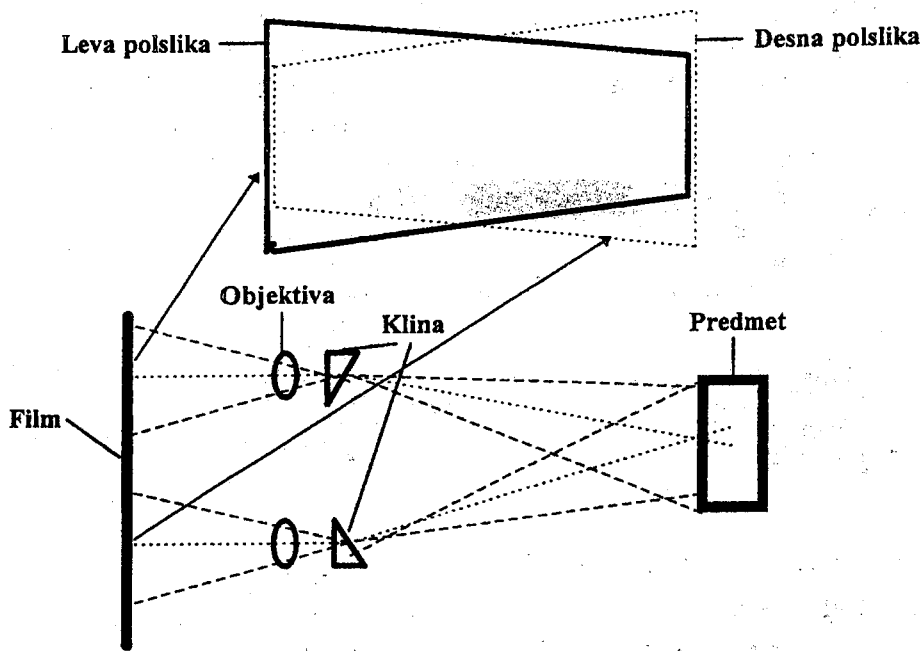 Leva polslika
Desna polslika
Objektiva
Klina
Predmet
Film